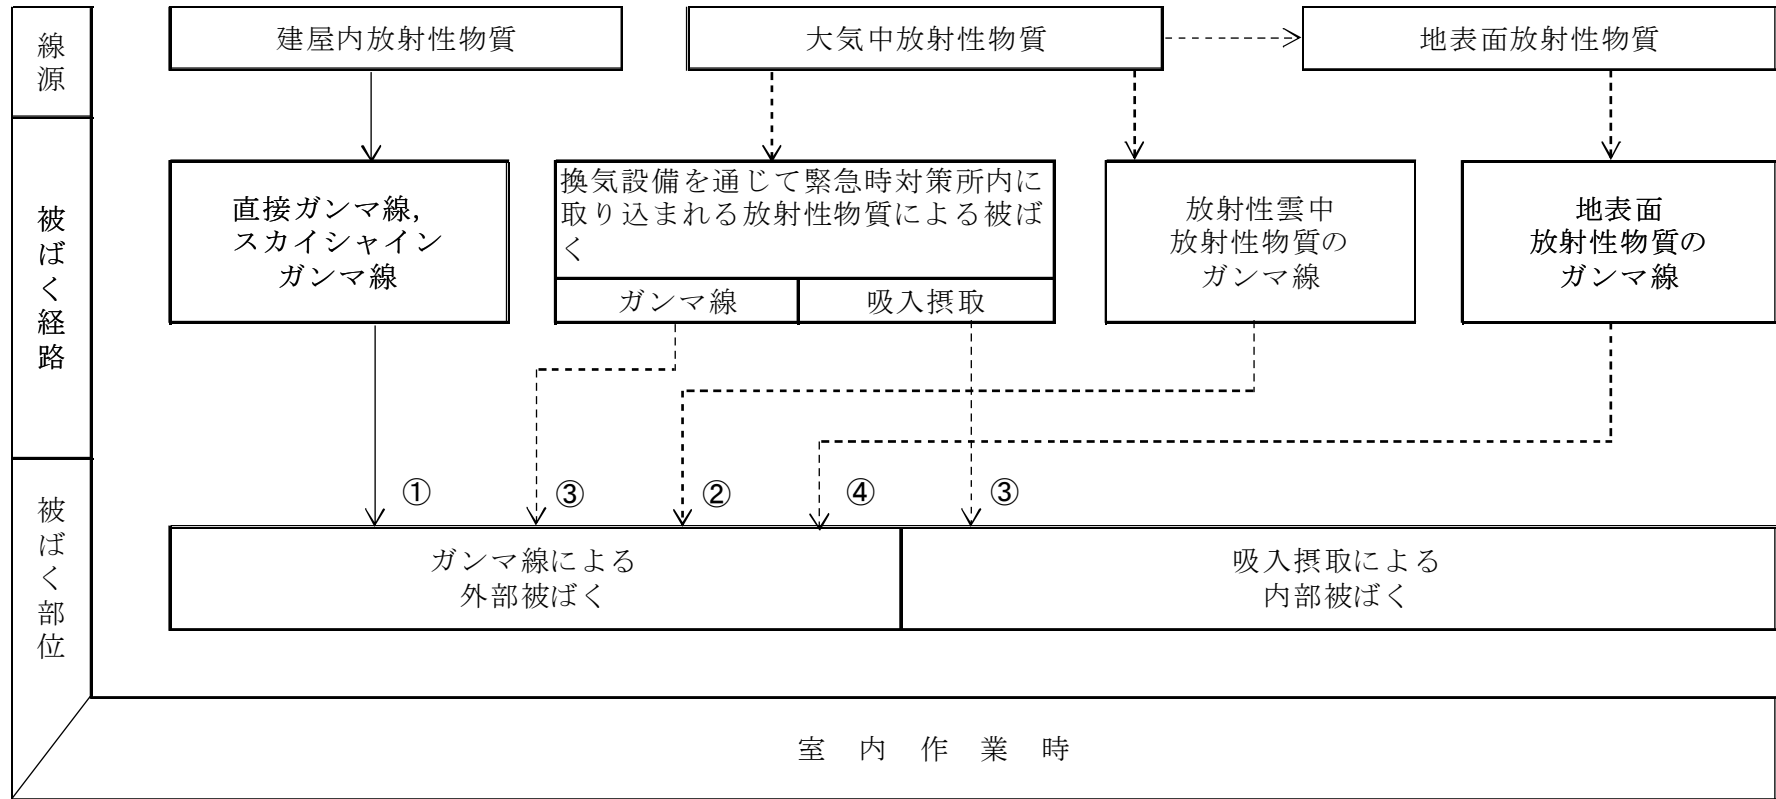 線源
建屋内放射性物質
大気中放射性物質
地表面放射性物質
被ばく経路
直接ガンマ線,
スカイシャイン
ガンマ線
換気設備を通じて緊急時対策所内に
取り込まれる放射性物質による被ば
く
ガンマ線
吸入摂取
放射性雲中
放射性物質の
ガンマ線
地表面
放射性物質の
ガンマ線
被ばく部位
①
③
②
④
③
ガンマ線による
外部被ばく
吸入摂取による
内部被ばく
室内作業時